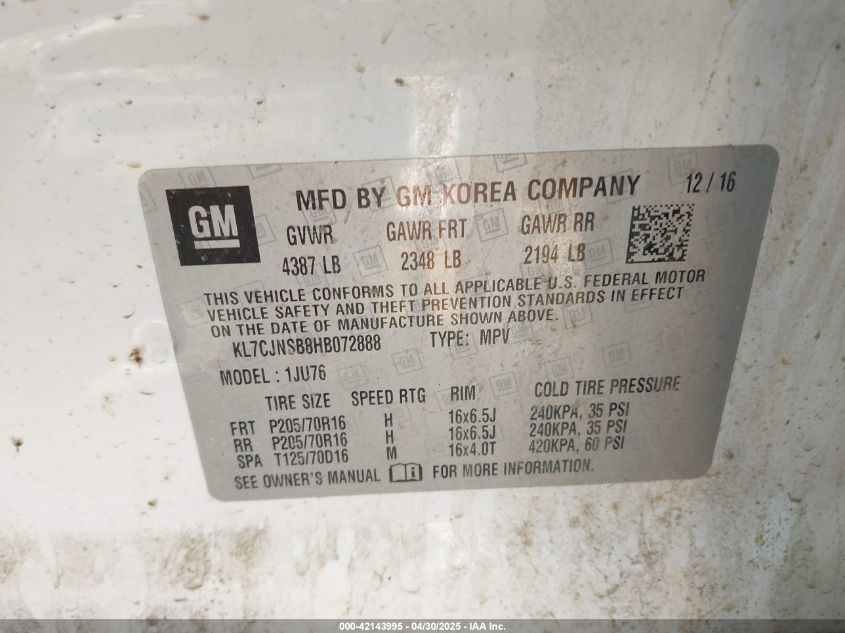 GM MFD BY GM KOREA COMPANY 12 / 16
GVWR GAWR FRT GAWR RR
4387 LB 2348 LB 2194 LB
THIS VEHICLE CONFORMS TO ALL APPLICABLE U.S. FEDERAL MOTOR
VEHICLE SAFETY AND THEFT PREVENTION STANDARDS IN EFFECT
ON THE DATE OF MANUFACTURE SHOWN ABOVE.
KL7CJNSB8HB072888 TYPE: MPV
MODEL : 1JU76
TIRE SIZE SPEED RTG RIM COLD TIRE PRESSURE
FRT P205/70R16 H 16x6.5J 240KPA, 35 PSI
RR P205/70R16 H 16x6.5J 240KPA, 35 PSI
SPA T125/70D16 M 16x4.0T 420KPA, 60 PSI
SEE OWNER'S MANUAL FOR MORE INFORMATION.
000-42143995 - 04/30/2025 - IAA Inc.